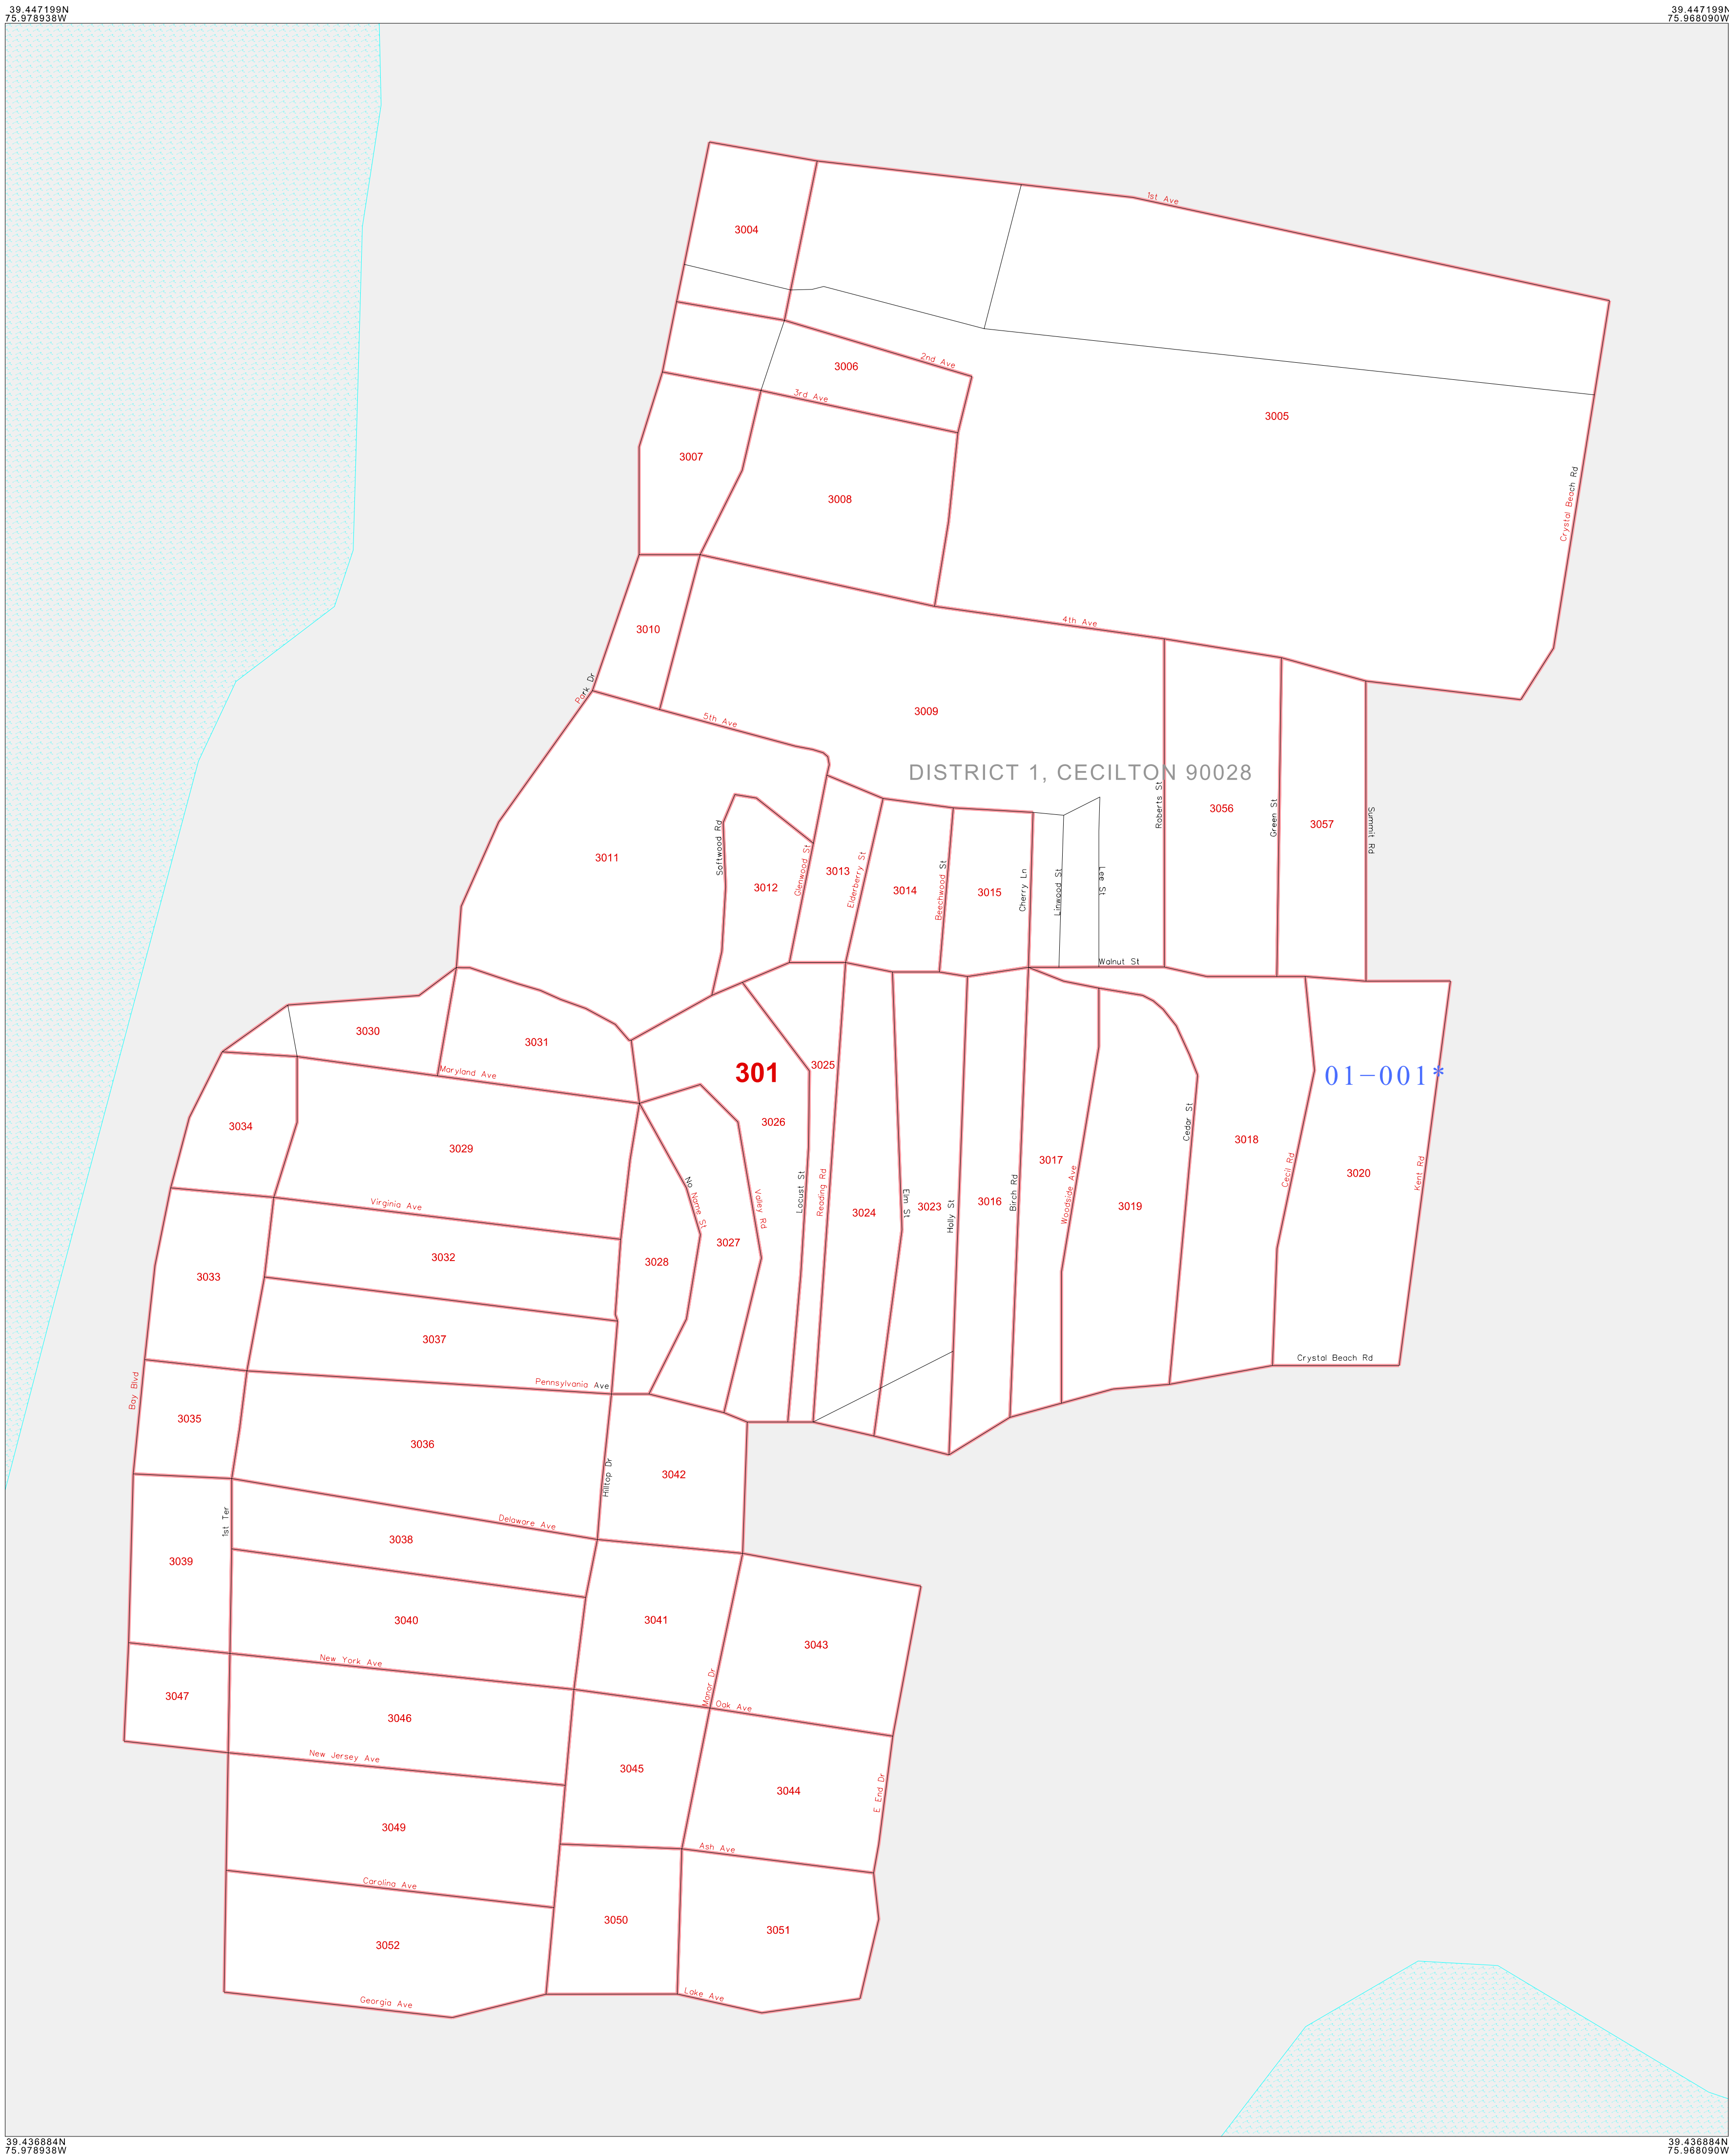 39.447199N
75.978938W
39.447199N
75.968090W
1st Ave
3004
2nd Ave
3006
3rd Ave
3005
3007
3008
Crystal Beach Rd
4th Ave
3010
Park Dr
5th Ave
3009
DISTRICT 1, CECILTON 90028
Roberts St
3056
Green St
3057
Summit Rd
3011
Softwood Rd
3012
Glenwood St
3013
Elderberry St
3014
Beechwood St
3015
Cherry Ln
Linwood St
Lee St
Walnut St
3030
3031
Maryland Ave
301
3025
01-001*
3034
3029
3026
Cedar St
3018
3017
Cecil Rd
3020
Kent Rd
Virginia Ave
No Name St
Valley Rd
Locust St
Reading Rd
3024
Elm St
3023
Holly St
3016
Birch Rd
Woodside Ave
3019
3033
3032
3028
3027
3037
Crystal Beach Rd
Bay Blvd
Pennsylvania Ave
3035
3036
Hilltop Dr
3042
1st Ter
Delaware Ave
3038
3039
3040
3041
3043
New York Ave
Manor Dr
Oak Ave
3047
3046
New Jersey Ave
3045
3044
E End Dr
3049
Ash Ave
Carolina Ave
3050
3051
3052
Georgia Ave
Lake Ave
39.436884N
75.978938W
39.436884N
75.968090W